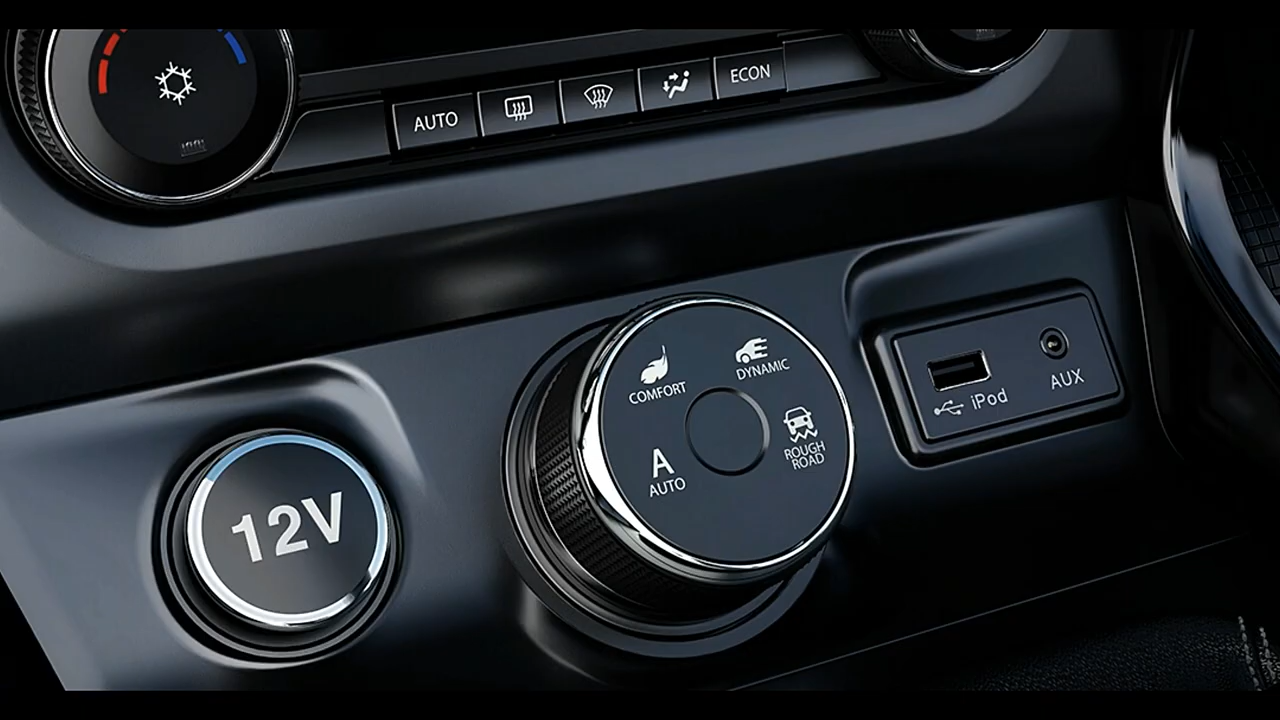 AUTO
ECON
COMFORT
DYNAMIC
A
AUTO
ROUGH
ROAD
iPod
AUX
12V